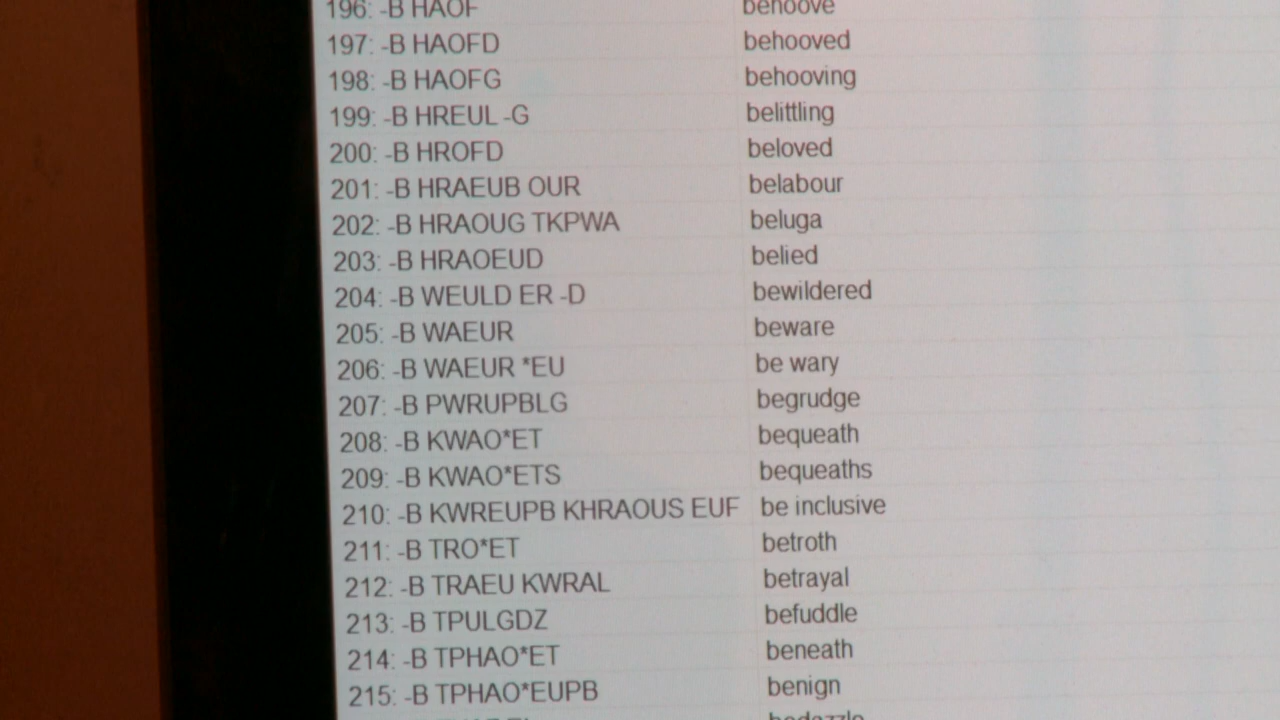 196: -B HAOF behoove
197: -B HAOFD behooved
198: -B HAOFG behooving
199: -B HREUL -G belittling
200: -B HROFD beloved
201: -B HRAEUB OUR belabour
202: -B HRAOUG TKPWA beluga
203: -B HRAOEUD belied
204: -B WEULD ER -D bewildered
205: -B WAEUR beware
206: -B WAEUR *EU be wary
207: -B PWRUPBLG begrudge
208: -B KWAO*ET bequeath
209: -B KWAO*ETS bequeaths
210: -B KWREUPB KHRAOUS EUF be inclusive
211: -B TRO*ET betroth
212: -B TRAEU KWRAL betrayal
213: -B TPULGDZ befuddle
214: -B TPHAO*ET beneath
215: -B TPHAO*EUPB benign